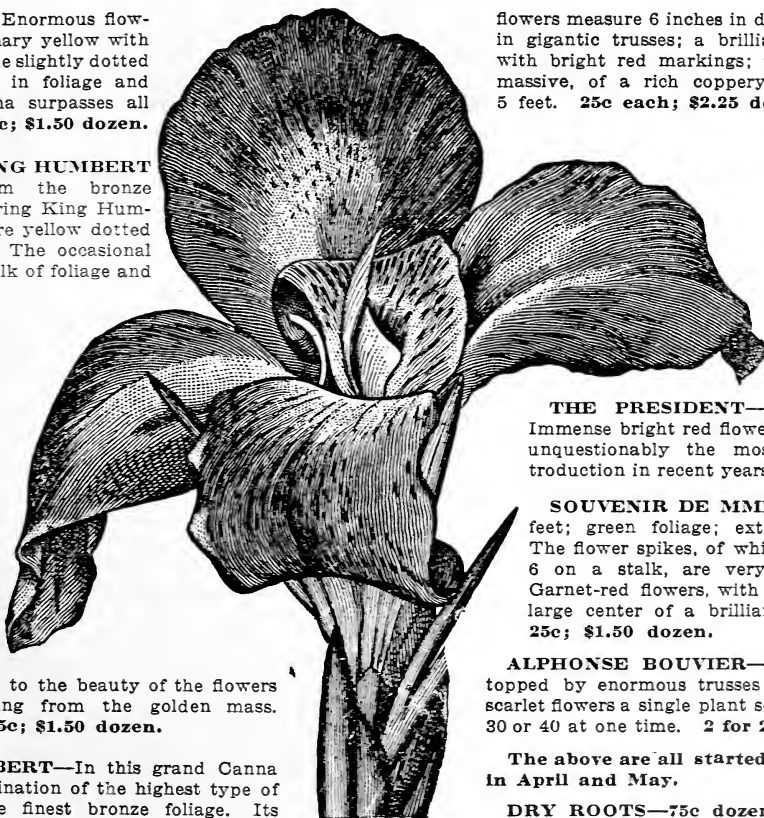 Enormous flow-
ary yellow with
e slightly dotted
in foliage and
na surpasses all
c; $1.50 dozen.
NG HUMBERT
m the bronze
ring King Hum-
re yellow dotted
The occasional
lk of foliage and
to the beauty of the flowers
ng from the golden mass.
5c; $1.50 dozen.
BERT—In this grand Canna
ination of the highest type of
e finest bronze foliage. Its
flowers measure 6 inches in d
in gigantic trusses; a brillia
with bright red markings;
massive, of a rich coppery
5 feet. 25c each; $2.25 d
THE PRESIDENT—
Immense bright red flowe
unquestionably the mos
troduction in recent years
SOUVENIR DE MM
feet; green foliage; ext
The flower spikes, of whi
6 on a stalk, are very
Garnet-red flowers, with
large center of a brillia
25c; $1.50 dozen.
ALPHONSE BOUVIER—
topped by enormous trusses
scarlet flowers a single plant s
30 or 40 at one time. 2 for 2
The above are all started
in April and May.
DRY ROOTS—75c dozen